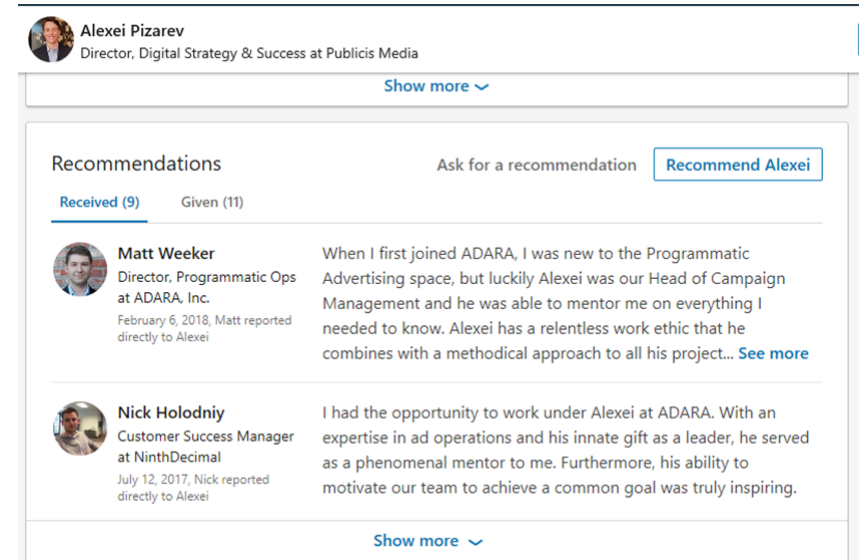 Alexei Pizarev
Director, Digital Strategy & Success at Publicis Media
Show more
Recommendations
Ask for a recommendation
Recommend Alexei
Received (9)
Given (11)
Matt Weeker
Director, Programmatic Ops
at ADARA, Inc.
February 6, 2018, Matt reported
directly to Alexei
When I first joined ADARA, I was new to the Programmatic
Advertising space, but luckily Alexei was our Head of Campaign
Management and he was able to mentor me on everything I
needed to know. Alexei has a relentless work ethic that he
combines with a methodical approach to all his project... See more
Nick Holodniy
Customer Success Manager
at NinthDecimal
July 12, 2017, Nick reported
directly to Alexei
I had the opportunity to work under Alexei at ADARA. With an
expertise in ad operations and his innate gift as a leader, he served
as a phenomenal mentor to me. Furthermore, his ability to
motivate our team to achieve a common goal was truly inspiring.
Show more